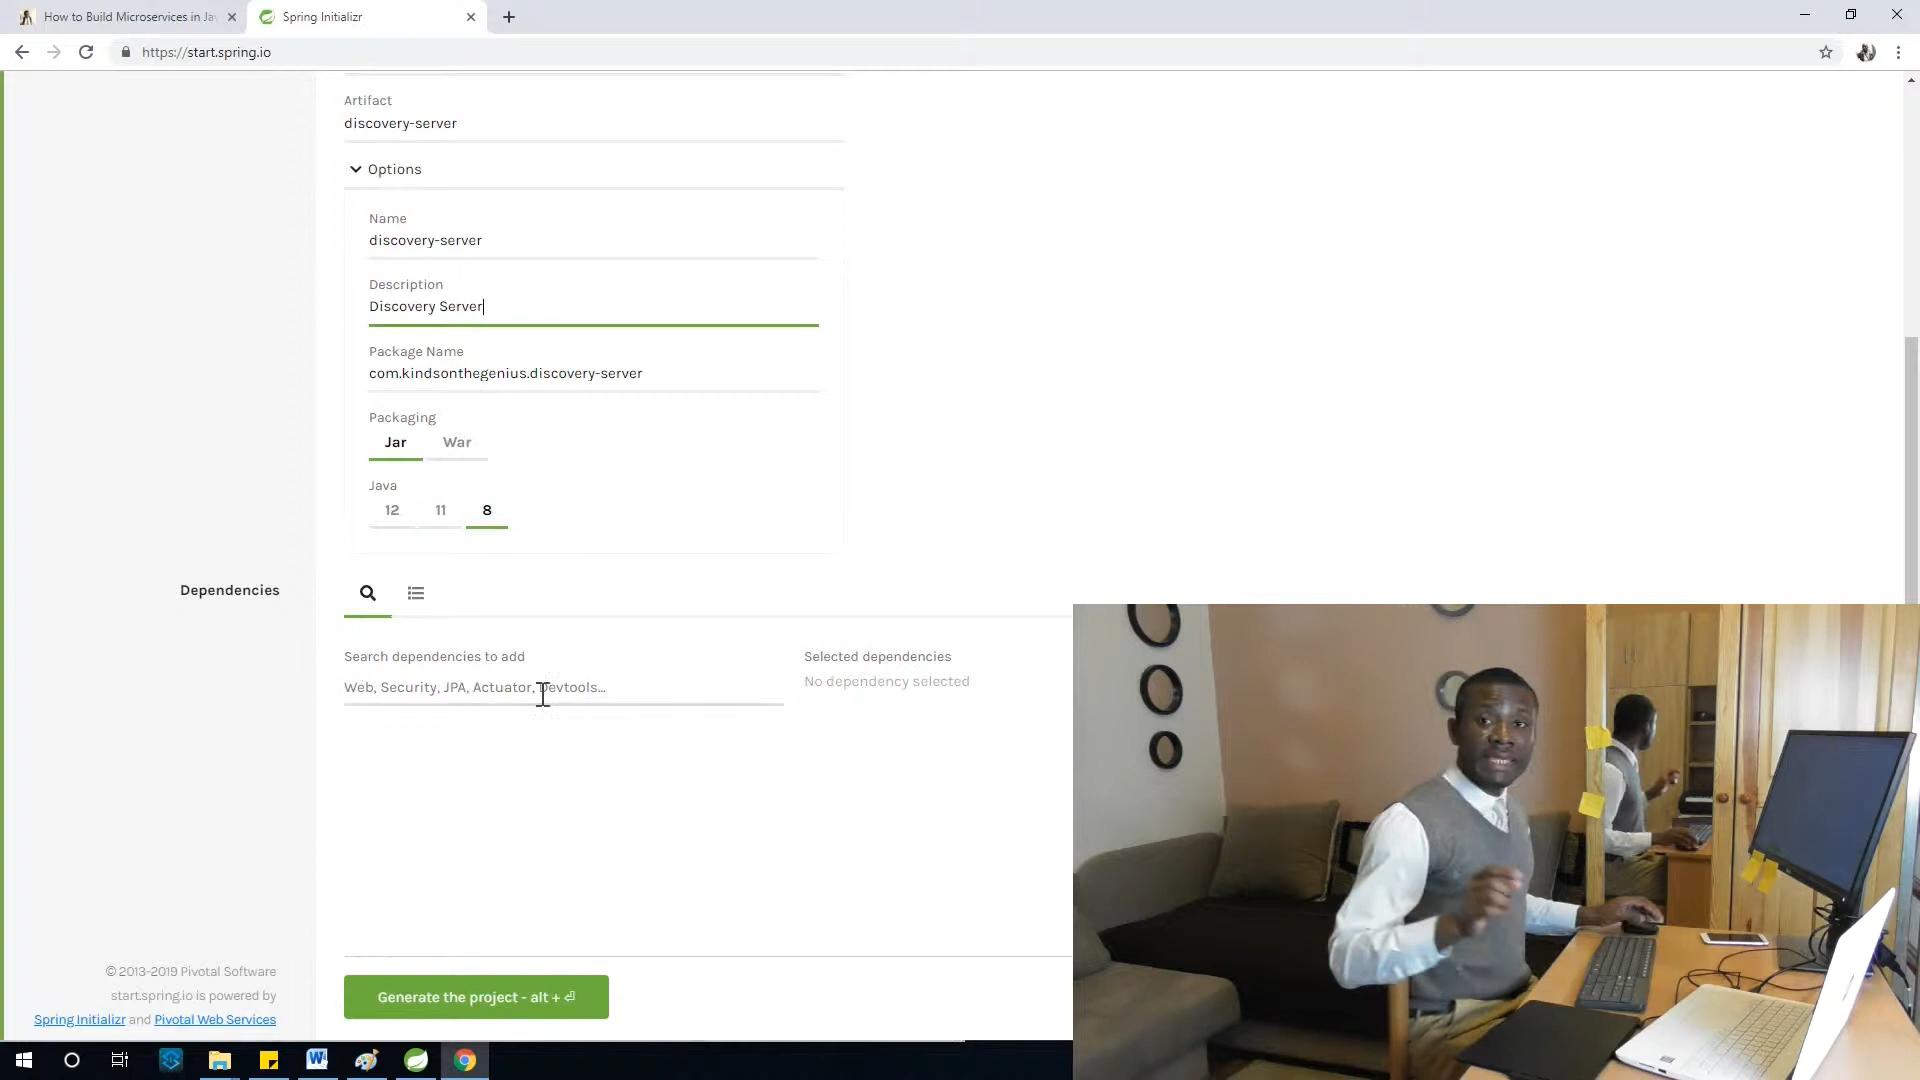 How to Build Microservices in Ja
Spring Initializr
https://start.spring.io
Artifact
discovery-server
Options
Name
discovery-server
Description
Discovery Server
Package Name
com.kindsonthegenius.discovery-server
Packaging
Jar War
Java
12 11 8
Dependencies
Search dependencies to add
Web, Security, JPA, Actuator, Devtools...
Selected dependencies
No dependency selected
© 2013-2019 Pivotal Software
start.spring.io is powered by
Spring Initializr and Pivotal Web Services
Generate the project - alt + ⏎